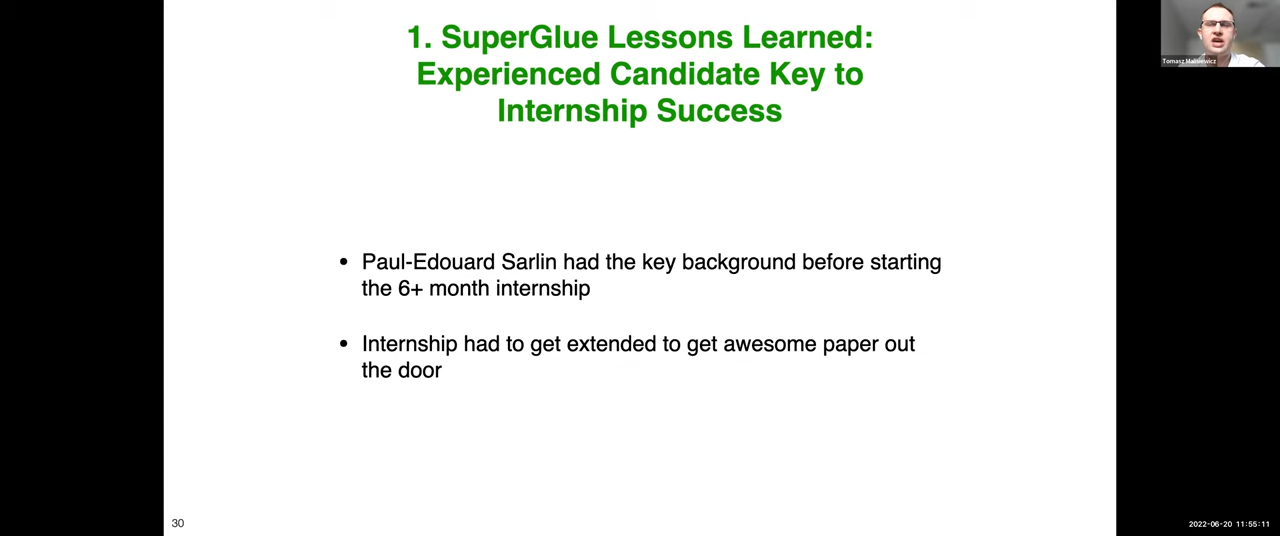 1. SuperGlue Lessons Learned:
Experienced Candidate Key to
Internship Success
Tomasz Malisiewicz
• Paul-Edouard Sarlin had the key background before starting
the 6+ month internship
• Internship had to get extended to get awesome paper out
the door
30
2022-06-20 11:55:11